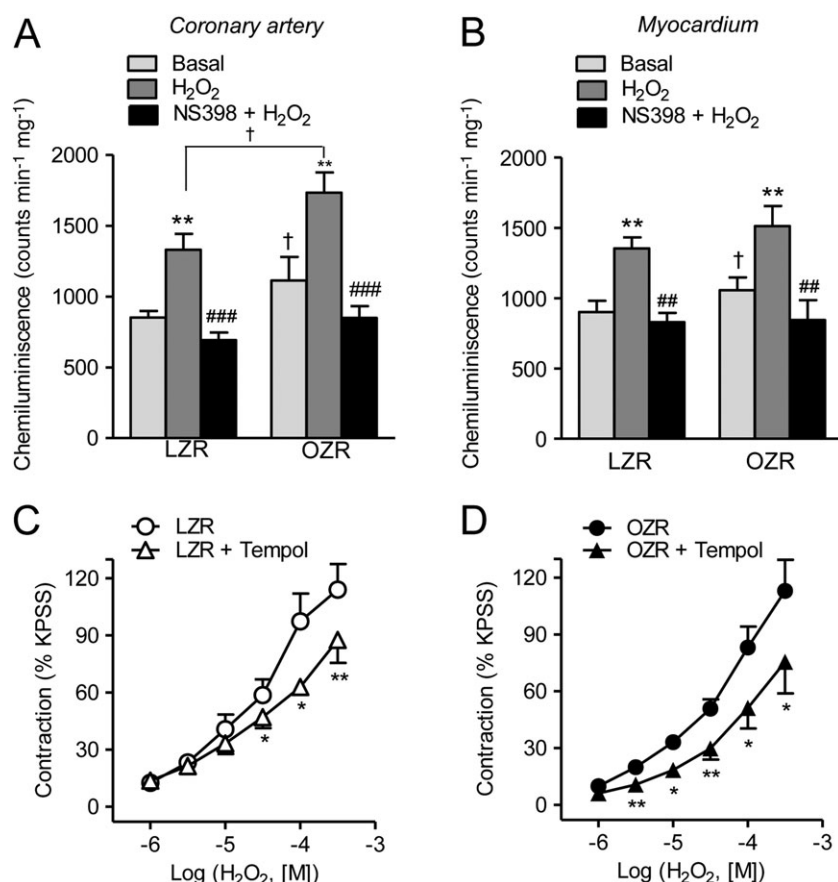 A
Coronary artery
Basal
H₂O₂
NS398 + H₂O₂
†
Chemiluminiscence (counts min⁻¹ mg⁻¹)
2000
1500
1000
500
0
**
###
†
**
###
LZR
OZR
B
Myocardium
Basal
H₂O₂
NS398 + H₂O₂
Chemiluminiscence (counts min⁻¹ mg⁻¹)
2000
1500
1000
500
0
**
##
†
**
##
LZR
OZR
C
LZR
LZR + Tempol
Contraction (% KPSS)
120
90
60
30
0
*
*
**
-6
-5
-4
-3
Log (H₂O₂, [M])
D
OZR
OZR + Tempol
Contraction (% KPSS)
120
90
60
30
0
**
*
**
*
*
-6
-5
-4
-3
Log (H₂O₂, [M])